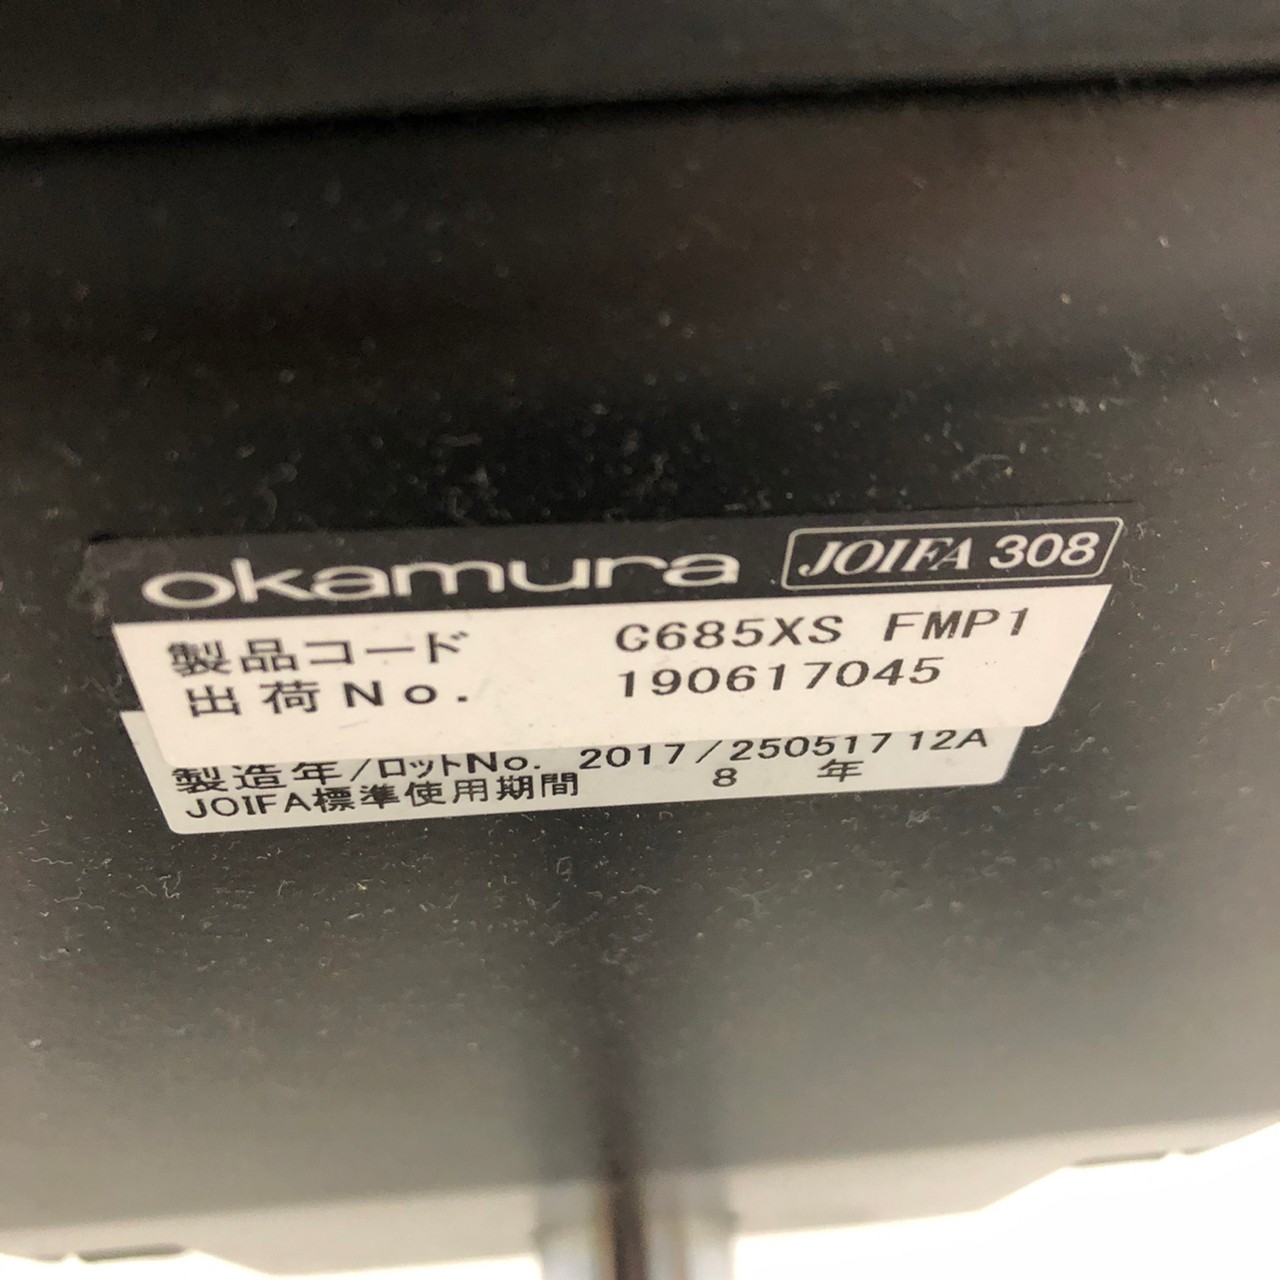 okamura JOIFA 308
製品コード C685XS FMP1
出荷No. 190617045
製造年/ロットNo. 2017/25051712A
JOIFA標準使用期間 8 年